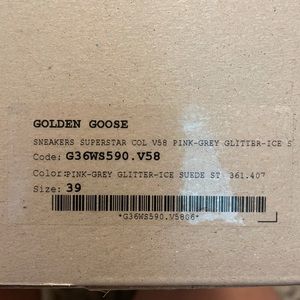 GOLDEN GOOSE
SNEAKERS SUPERSTAR COL V58 PINK-GREY GLITTER-ICE S
Code: G36WS590.V58
Color:PINK-GREY GLITTER-ICE SUEDE ST 361.407
Size: 39
*G36WS590.V5806*